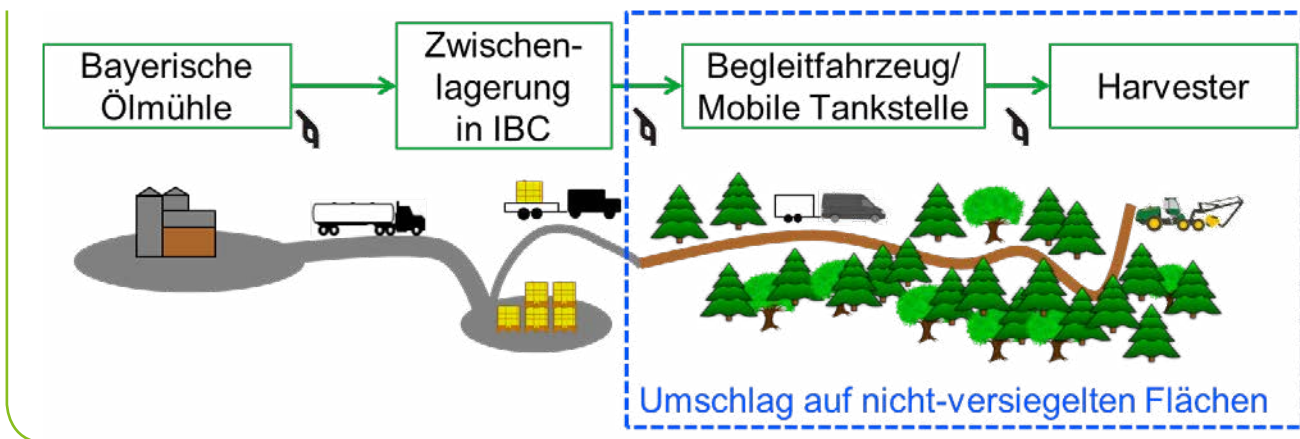 Bayerische
Ölmühle
Zwischen-
lagerung
in IBC
Begleitfahrzeug/
Mobile Tankstelle
Harvester
Umschlag auf nicht-versiegelten Flächen